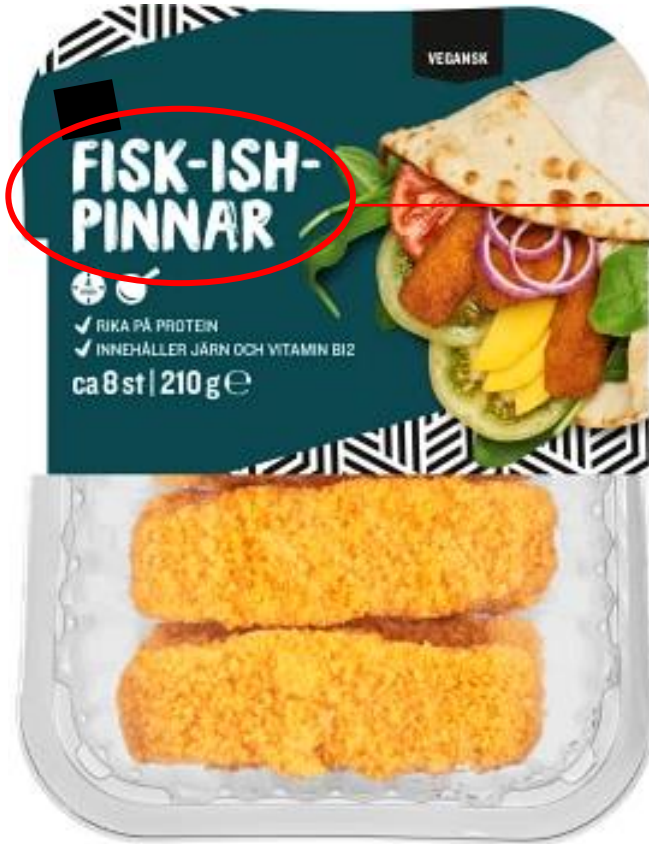 VEGANSK
FISK-ISH-
PINNAR
RIKA PÅ PROTEIN
INNEHÅLLER JÄRN OCH VITAMIN B12
ca 8 st | 210 g ℮